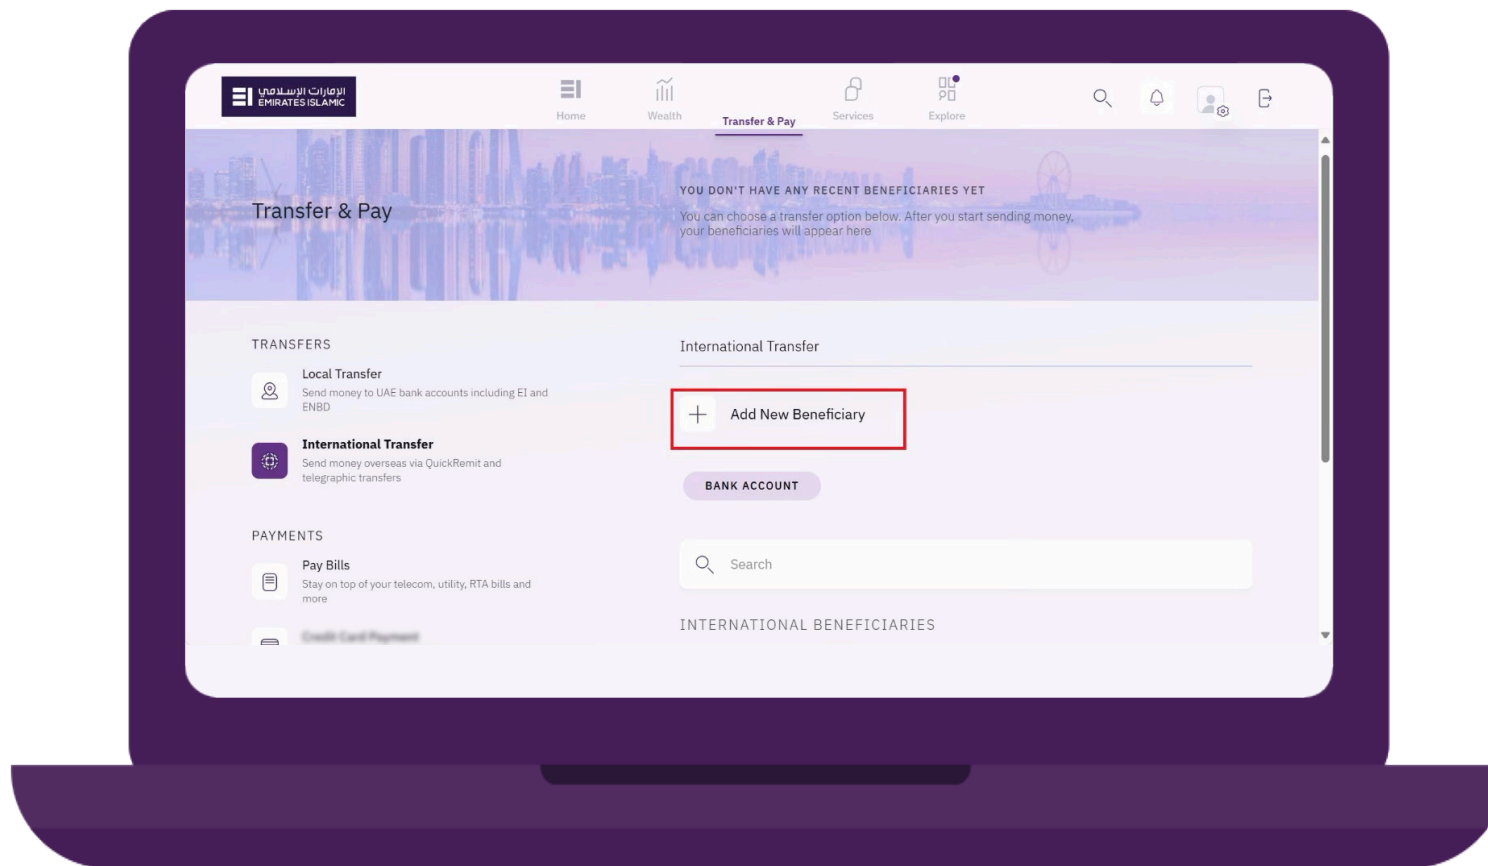 الإمارات الإسلامي
EMIRATES ISLAMIC
Home
Wealth
Transfer & Pay
Services
Explore
Transfer & Pay
YOU DON'T HAVE ANY RECENT BENEFICIARIES YET
You can choose a transfer option below. After you start sending money,
your beneficiaries will appear here
TRANSFERS
Local Transfer
Send money to UAE bank accounts including EI and
ENBD
International Transfer
Send money overseas via QuickRemit and
telegraphic transfers
PAYMENTS
Pay Bills
Stay on top of your telecom, utility, RTA bills and
more
Credit Card Payment
International Transfer
Add New Beneficiary
BANK ACCOUNT
Search
INTERNATIONAL BENEFICIARIES